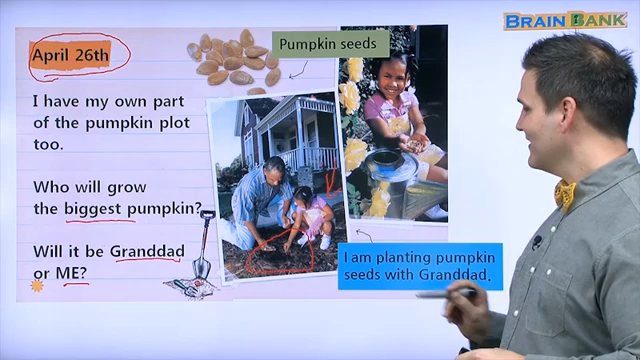 BRAIN BANK
April 26th
Pumpkin seeds
I have my own part
of the pumpkin plot
too.
Who will grow
the biggest pumpkin?
Will it be Granddad
or ME?
I am planting pumpkin
seeds with Granddad.